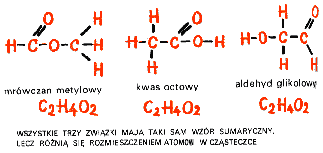 H-C O O-C H H H
H H-C-C O O-H H
H H-O-C-C O H H
mrówczan metylowy
kwas octowy
aldehyd glikolowy
C2H4O2
C2H4O2
C2H4O2
WSZYSTKIE TRZY ZWIĄZKI MAJĄ TAKI SAM WZÓR SUMARYCZNY,
LECZ RÓŻNIĄ SIĘ ROZMIESZCZENIEM ATOMÓW W CZĄSTECZCE